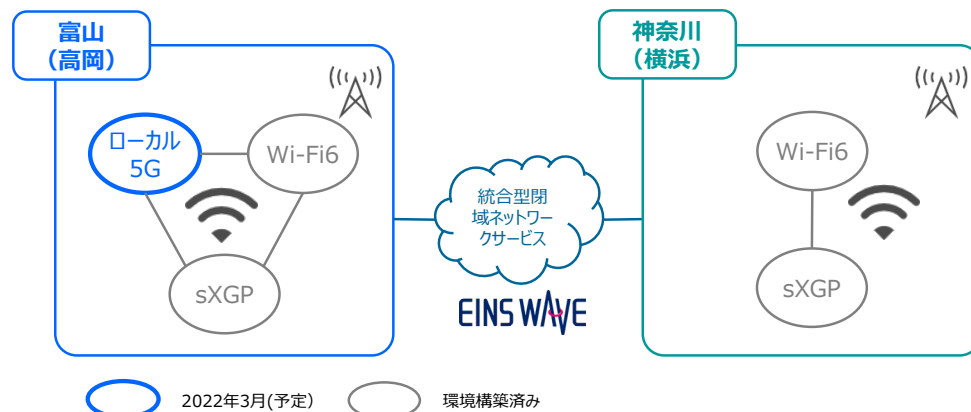 富山
（高岡）
ローカル
5G
Wi-Fi6
sXGP
統合型閉
域ネットワー
クサービス
EINS WAVE
神奈川
（横浜）
Wi-Fi6
sXGP
2022年3月(予定）
環境構築済み